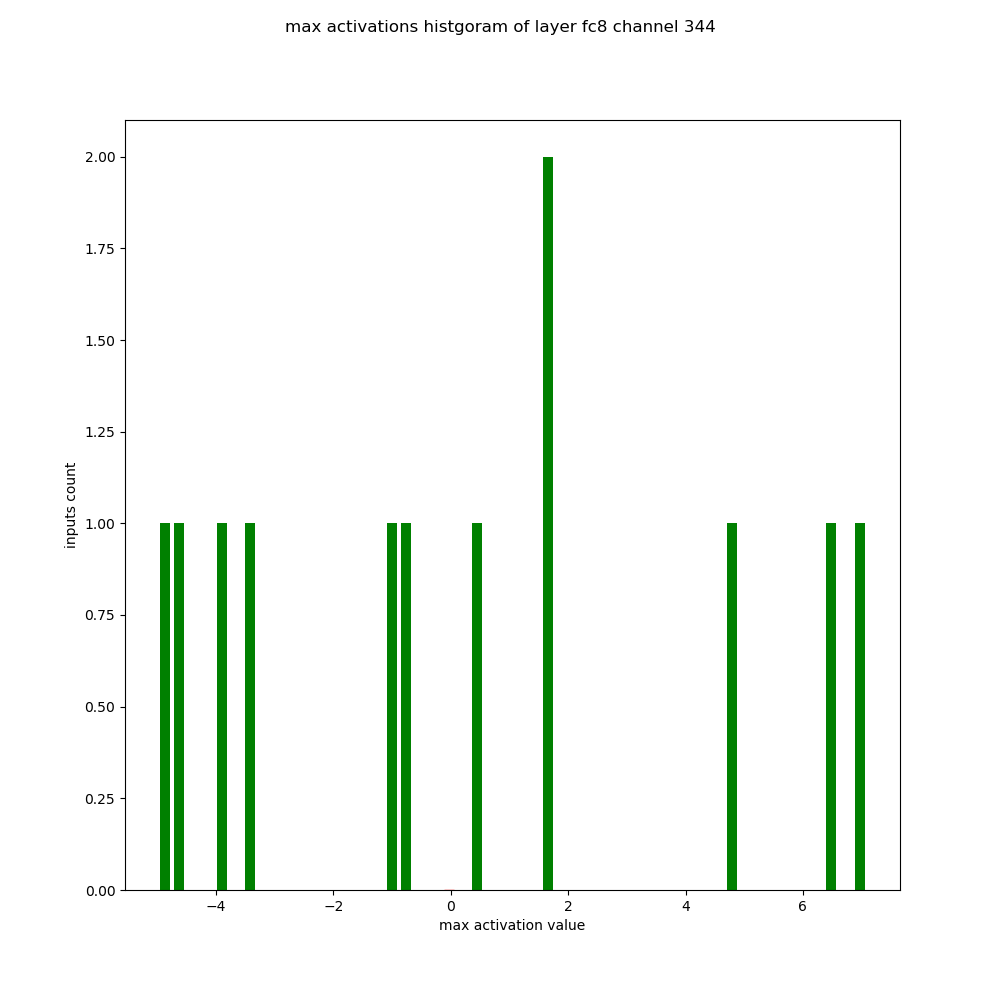 max activations histgoram of layer fc8 channel 344
2.00
1.75
1.50
1.25
1.00
0.75
0.50
0.25
0.00
inputs count
−4 −2 0 2 4 6
max activation value